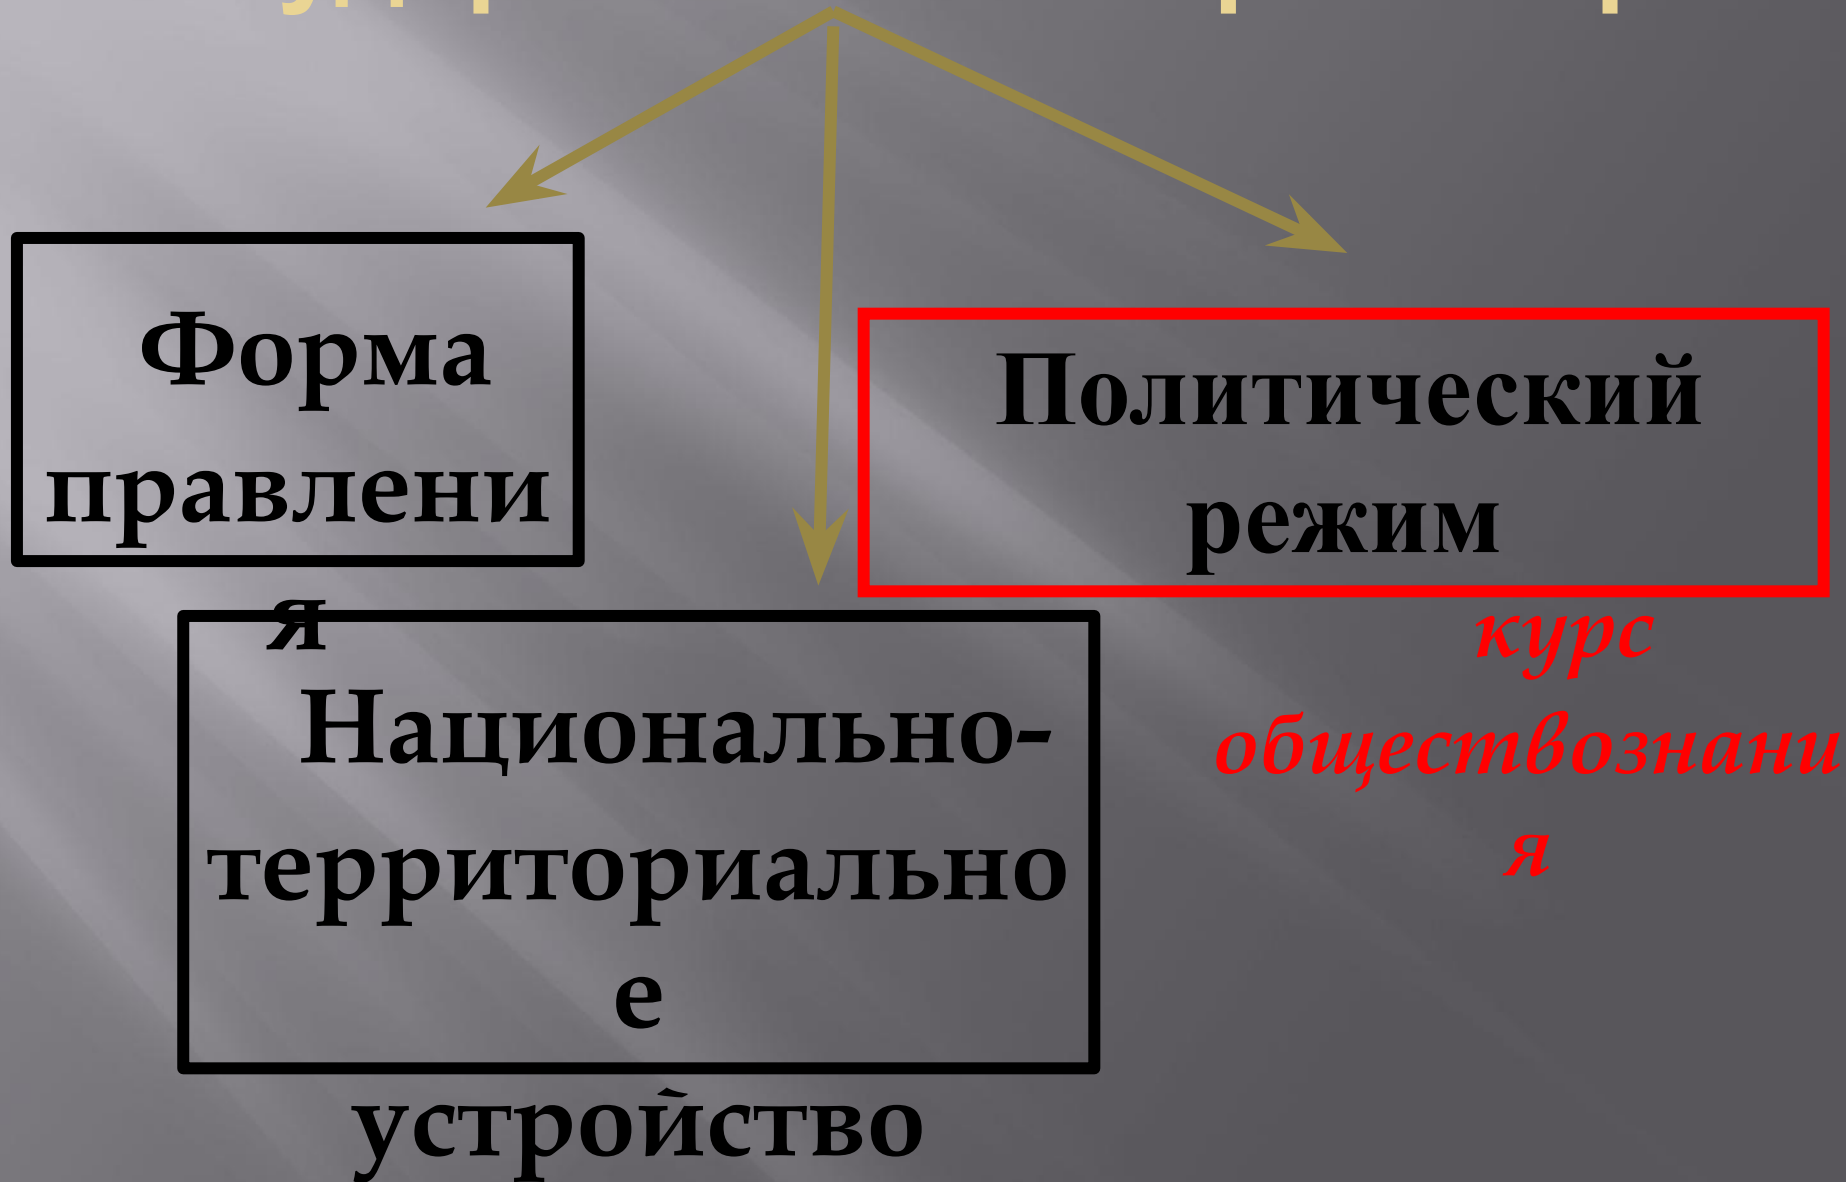 Форма
правлени
я
Политический
режим
курс
обществознани
я
Национально-
территориально
е
устройство